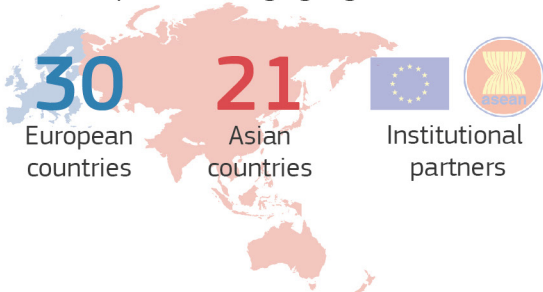 30
European
countries
21
Asian
countries
asean
Institutional
partners